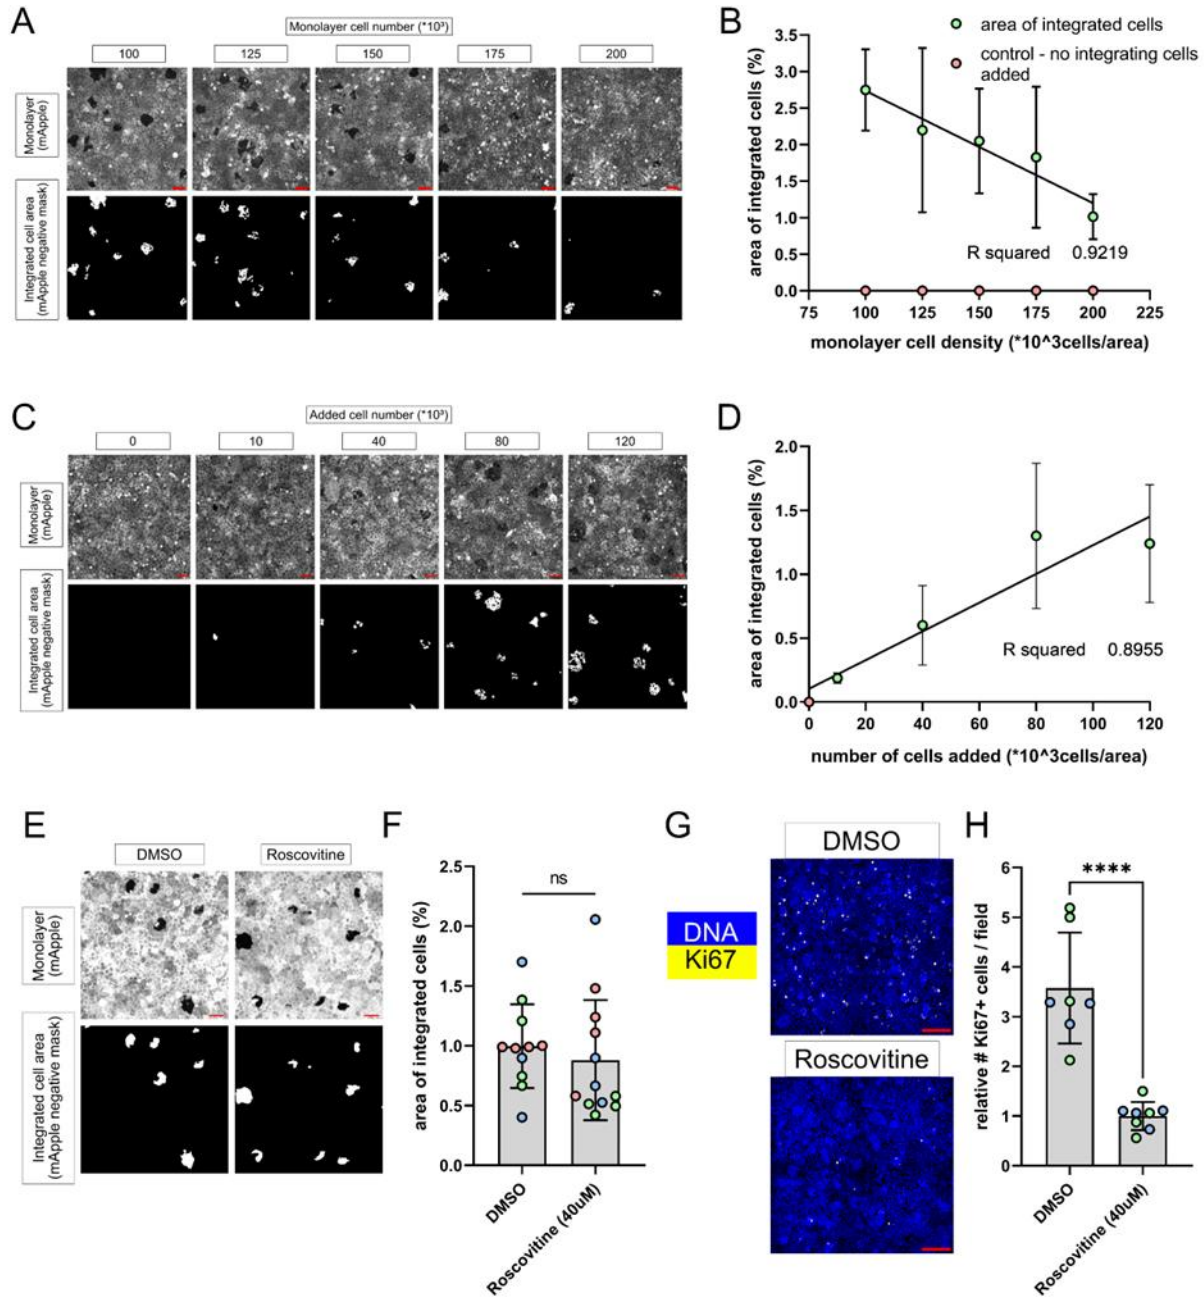 A
Monolayer cell number (*10³)
100
125
150
175
200
Monolayer
(mApple)
Integrated cell area
(mApple negative mask)
B
area of integrated cells
control - no integrating cells
added
area of integrated cells (%)
3.5
3.0
2.5
2.0
1.5
1.0
0.5
0.0
R squared 0.9219
75 100 125 150 175 200 225
monolayer cell density (*10^3cells/area)
C
Added cell number (*10³)
0
10
40
80
120
Monolayer
(mApple)
Integrated cell area
(mApple negative mask)
D
area of integrated cells (%)
2.0
1.5
1.0
0.5
0.0
R squared 0.8955
0 20 40 60 80 100 120
number of cells added (*10^3cells/area)
E
DMSO
Roscovitine
Monolayer
(mApple)
Integrated cell area
(mApple negative mask)
F
area of integrated cells (%)
2.5
2.0
1.5
1.0
0.5
0.0
ns
DMSO
Roscovitine (40uM)
G
DNA
Ki67
DMSO
Roscovitine
H
relative # Ki67+ cells / field
6
5
4
3
2
1
0
****
DMSO
Roscovitine (40uM)